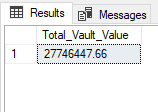 Results Messages
Total_Vault_Value
1 27746447.66